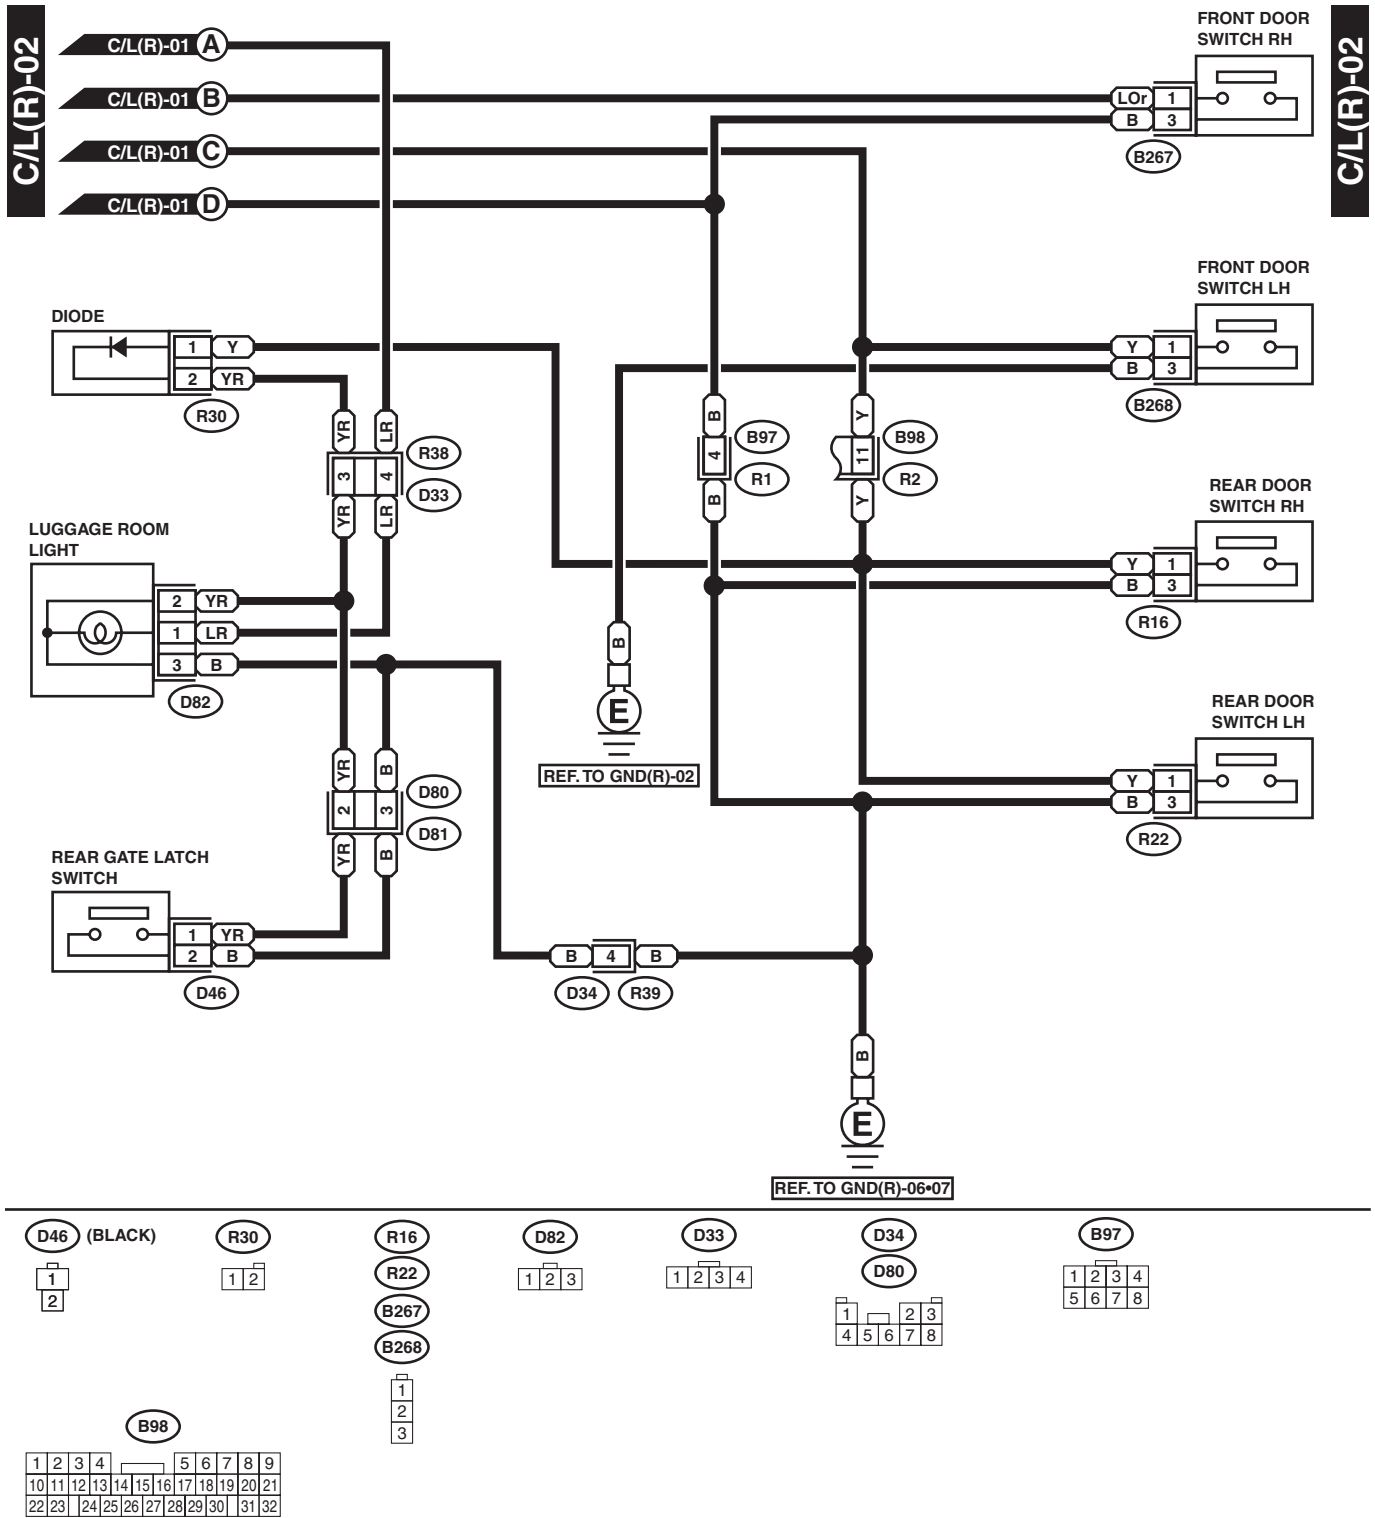 C/L(R)-02
C/L(R)-02
C/L(R)-01 A
C/L(R)-01 B
C/L(R)-01 C
C/L(R)-01 D
FRONT DOOR
SWITCH RH
LOr 1
B 3
B267
FRONT DOOR
SWITCH LH
Y 1
B 3
B268
DIODE
1 Y
2 YR
R30
YR LR
3 4
YR LR
R38
D33
B
4
B
B97
R1
Y
11
Y
B98
R2
REAR DOOR
SWITCH RH
Y 1
B 3
R16
LUGGAGE ROOM
LIGHT
2 YR
1 LR
3 B
D82
B
E
REF. TO GND(R)-02
REAR DOOR
SWITCH LH
Y 1
B 3
R22
YR B
2 3
YR B
D80
D81
REAR GATE LATCH
SWITCH
1 YR
2 B
D46
B 4 B
D34 R39
B
E
REF. TO GND(R)-06•07
D46 (BLACK)
1
2
R30
1 2
R16
R22
B267
B268
1
2
3
D82
1 2 3
D33
1 2 3 4
D34
D80
1 2 3
4 5 6 7 8
B97
1 2 3 4
5 6 7 8
B98
1 2 3 4 5 6 7 8 9
10 11 12 13 14 15 16 17 18 19 20 21
22 23 24 25 26 27 28 29 30 31 32